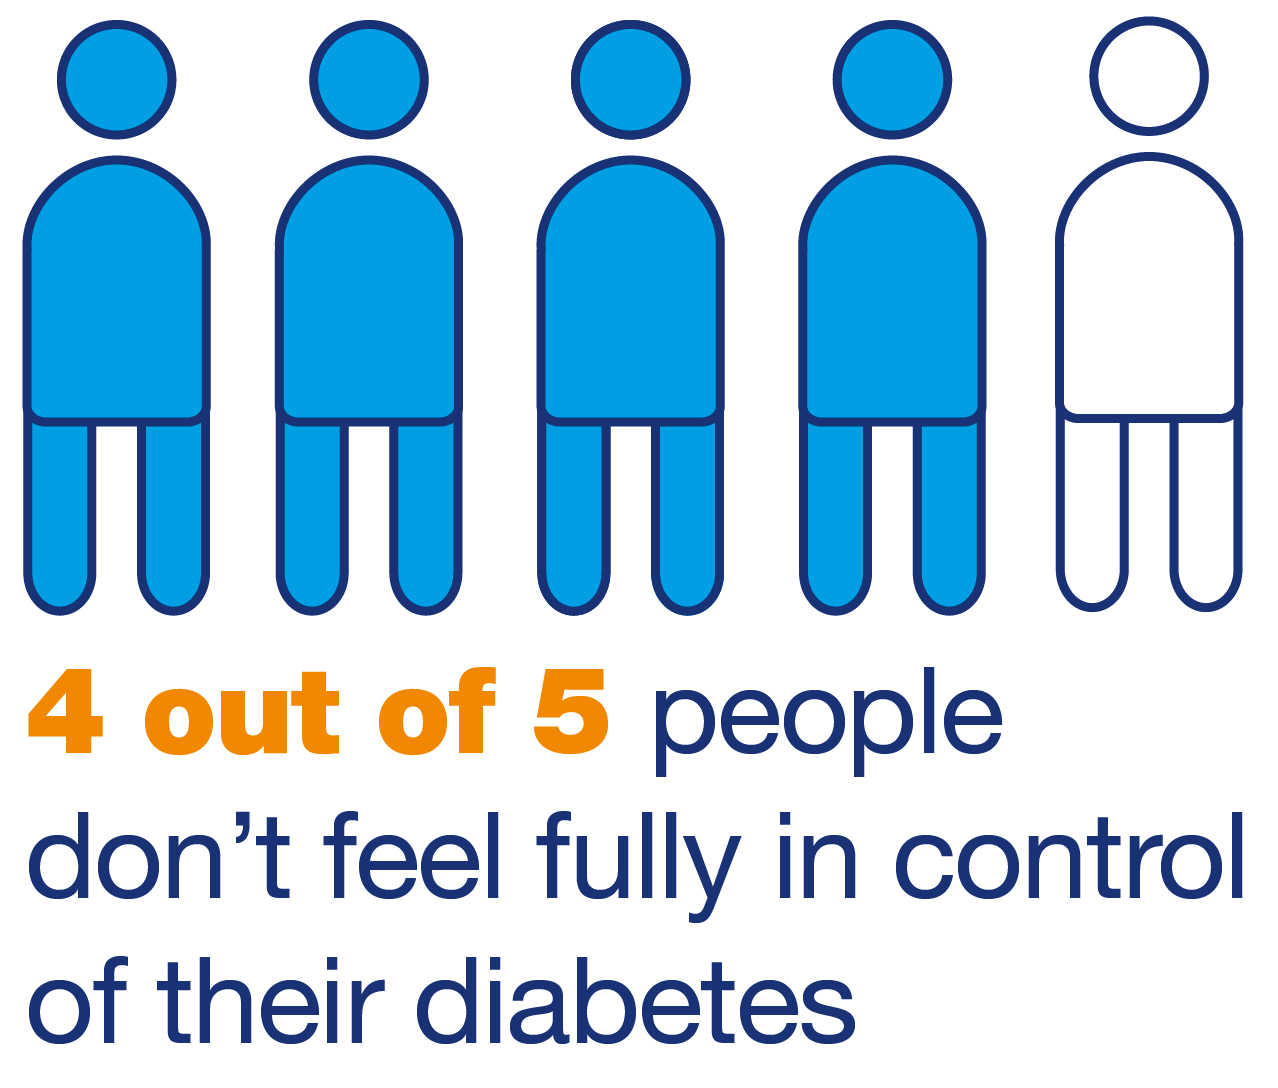 4 out of 5 people
don’t feel fully in control
of their diabetes